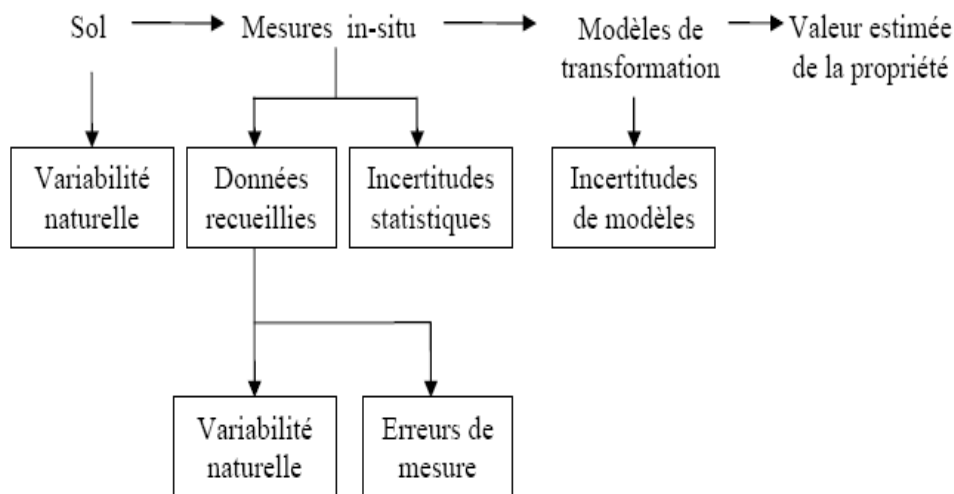 Sol
Mesures in-situ
Modèles de
transformation
Valeur estimée
de la propriété
Variabilité
naturelle
Données
recueillies
Incertitudes
statistiques
Incertitudes
de modèles
Variabilité
naturelle
Erreurs de
mesure